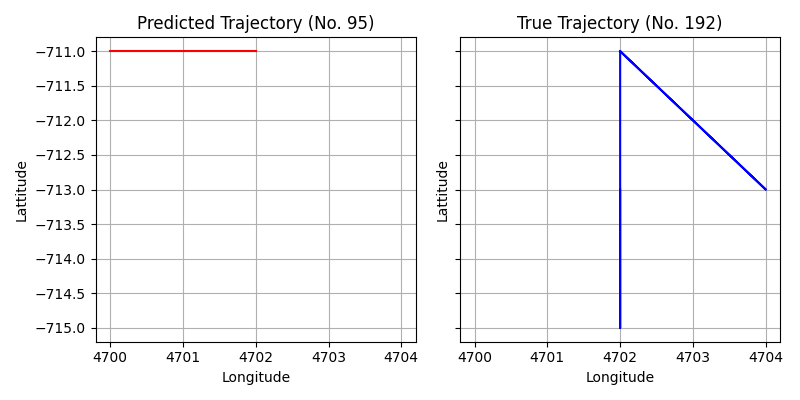 Predicted Trajectory (No. 95)
−711.0
−711.5
−712.0
−712.5
−713.0
−713.5
−714.0
−714.5
−715.0
Lattitude
4700 4701 4702 4703 4704
Longitude
True Trajectory (No. 192)
Lattitude
4700 4701 4702 4703 4704
Longitude